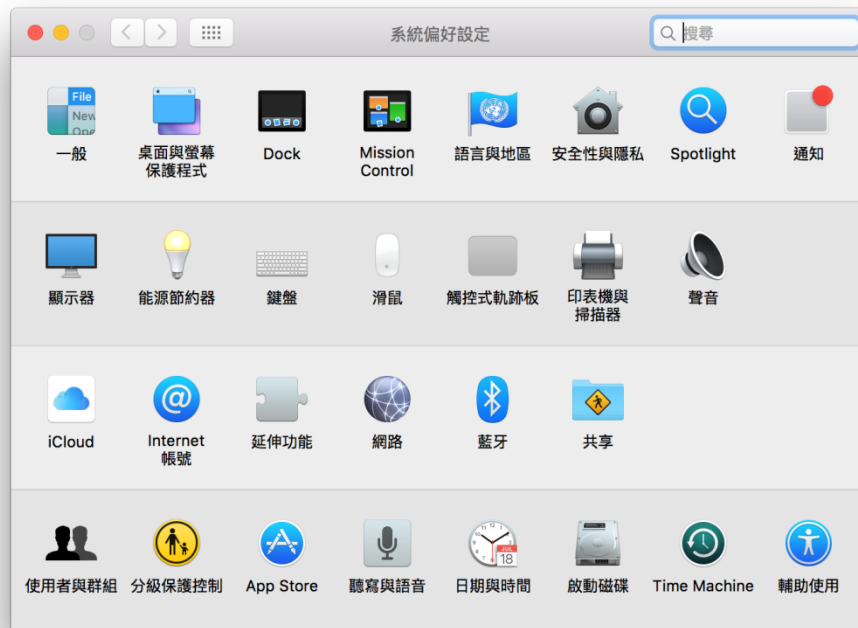 系統偏好設定
搜尋
File
New
Ope
一般
桌面與螢幕
保護程式
Dock
Mission
Control
語言與地區
安全性與隱私
Spotlight
通知
顯示器
能源節約器
鍵盤
滑鼠
觸控式軌跡板
印表機與
掃描器
聲音
iCloud
@
Internet
帳號
延伸功能
網路
藍牙
共享
JUL
18
使用者與群組
分級保護控制
App Store
聽寫與語音
日期與時間
啟動磁碟
Time Machine
輔助使用